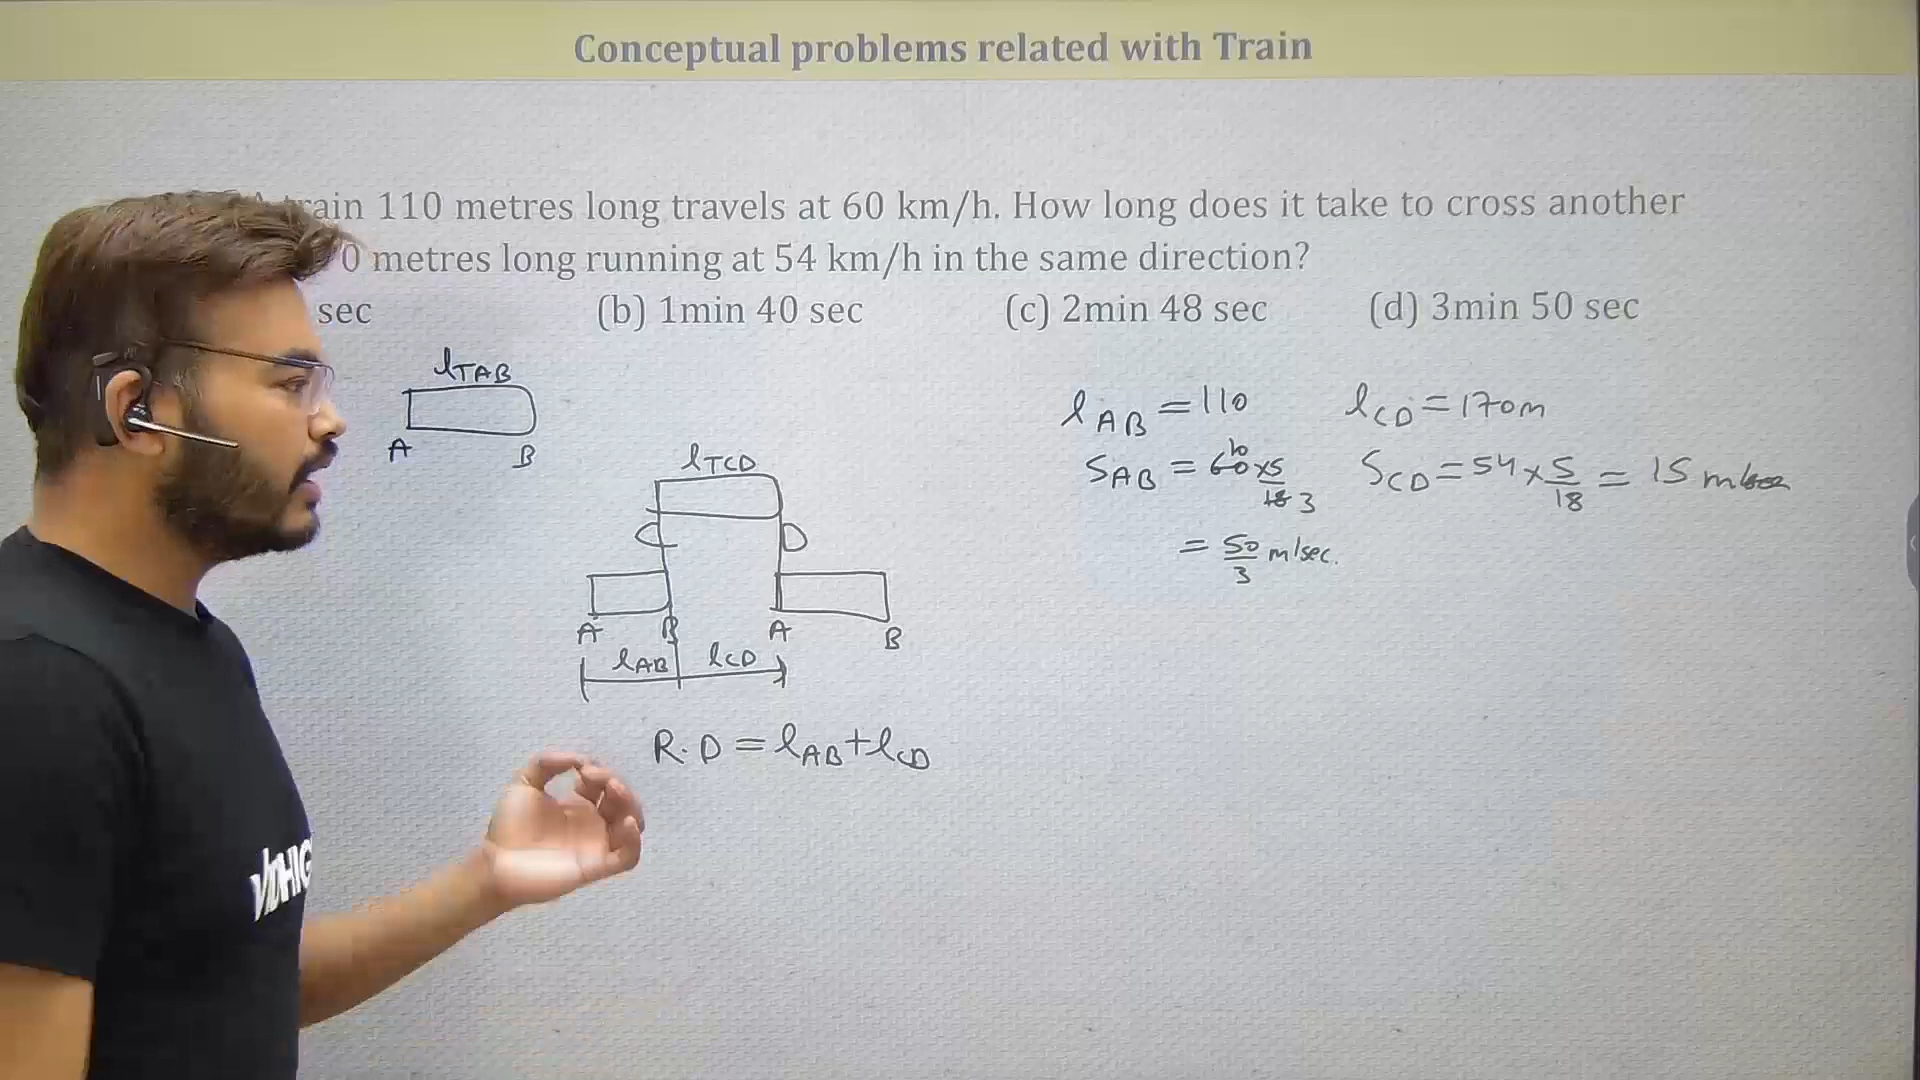 Conceptual problems related with Train
train 110 metres long travels at 60 km/h. How long does it take to cross another
0 metres long running at 54 km/h in the same direction?
sec (b) 1min 40 sec (c) 2min 48 sec (d) 3min 50 sec
lTAB
A B
lTCD
A B A B
lAB lCD
R.D = lAB + lCD
lAB = 110 lCD = 170m
SAB = 60 10 × 5/18 3 SCD = 54 × 5/18 = 15 m/sec
= 50/3 m/sec.
VIDHIG